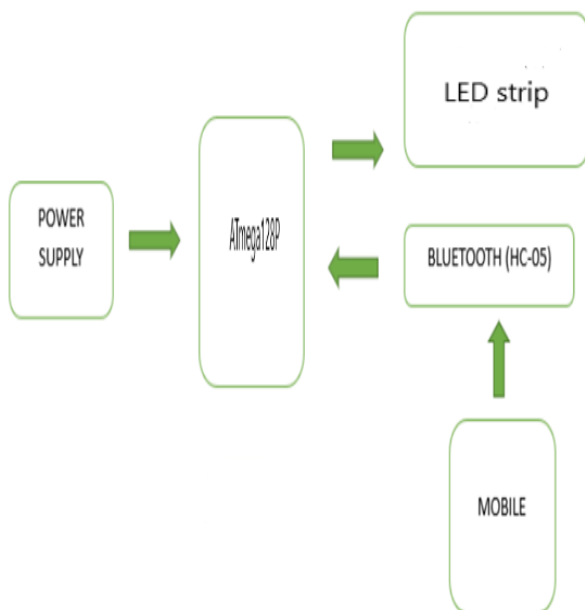 LED strip
POWER
SUPPLY
ATmega128P
BLUETOOTH (HC-05)
MOBILE